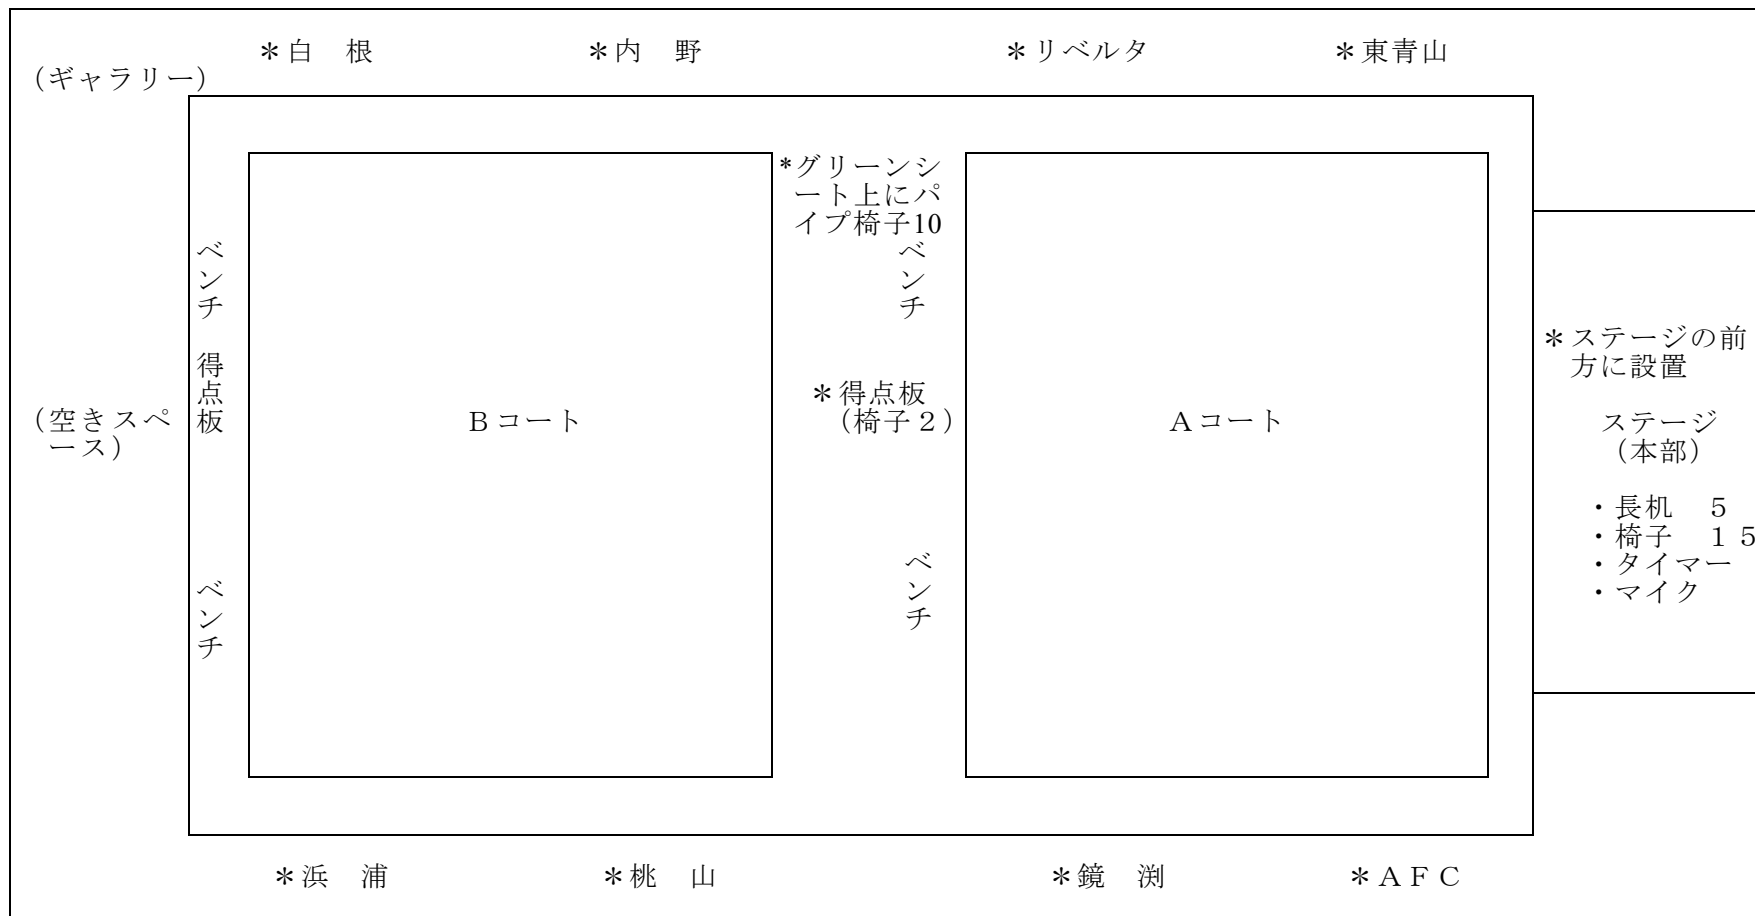 ＊白　根
＊内　野
＊リベルタ
＊東青山
（ギャラリー）
*グリーンシ
ート上にパ
イプ椅子10
ベンチ
ベンチ
得点板
＊得点板
（椅子２）
Ｂコート
Ａコート
（空きスペ
ース）
ベンチ
ベンチ
＊ステージの前
方に設置
ステージ
（本部）
・長机　５
・椅子　１５
・タイマー
・マイク
＊浜　浦
＊桃　山
＊鏡　渕
＊ＡＦＣ